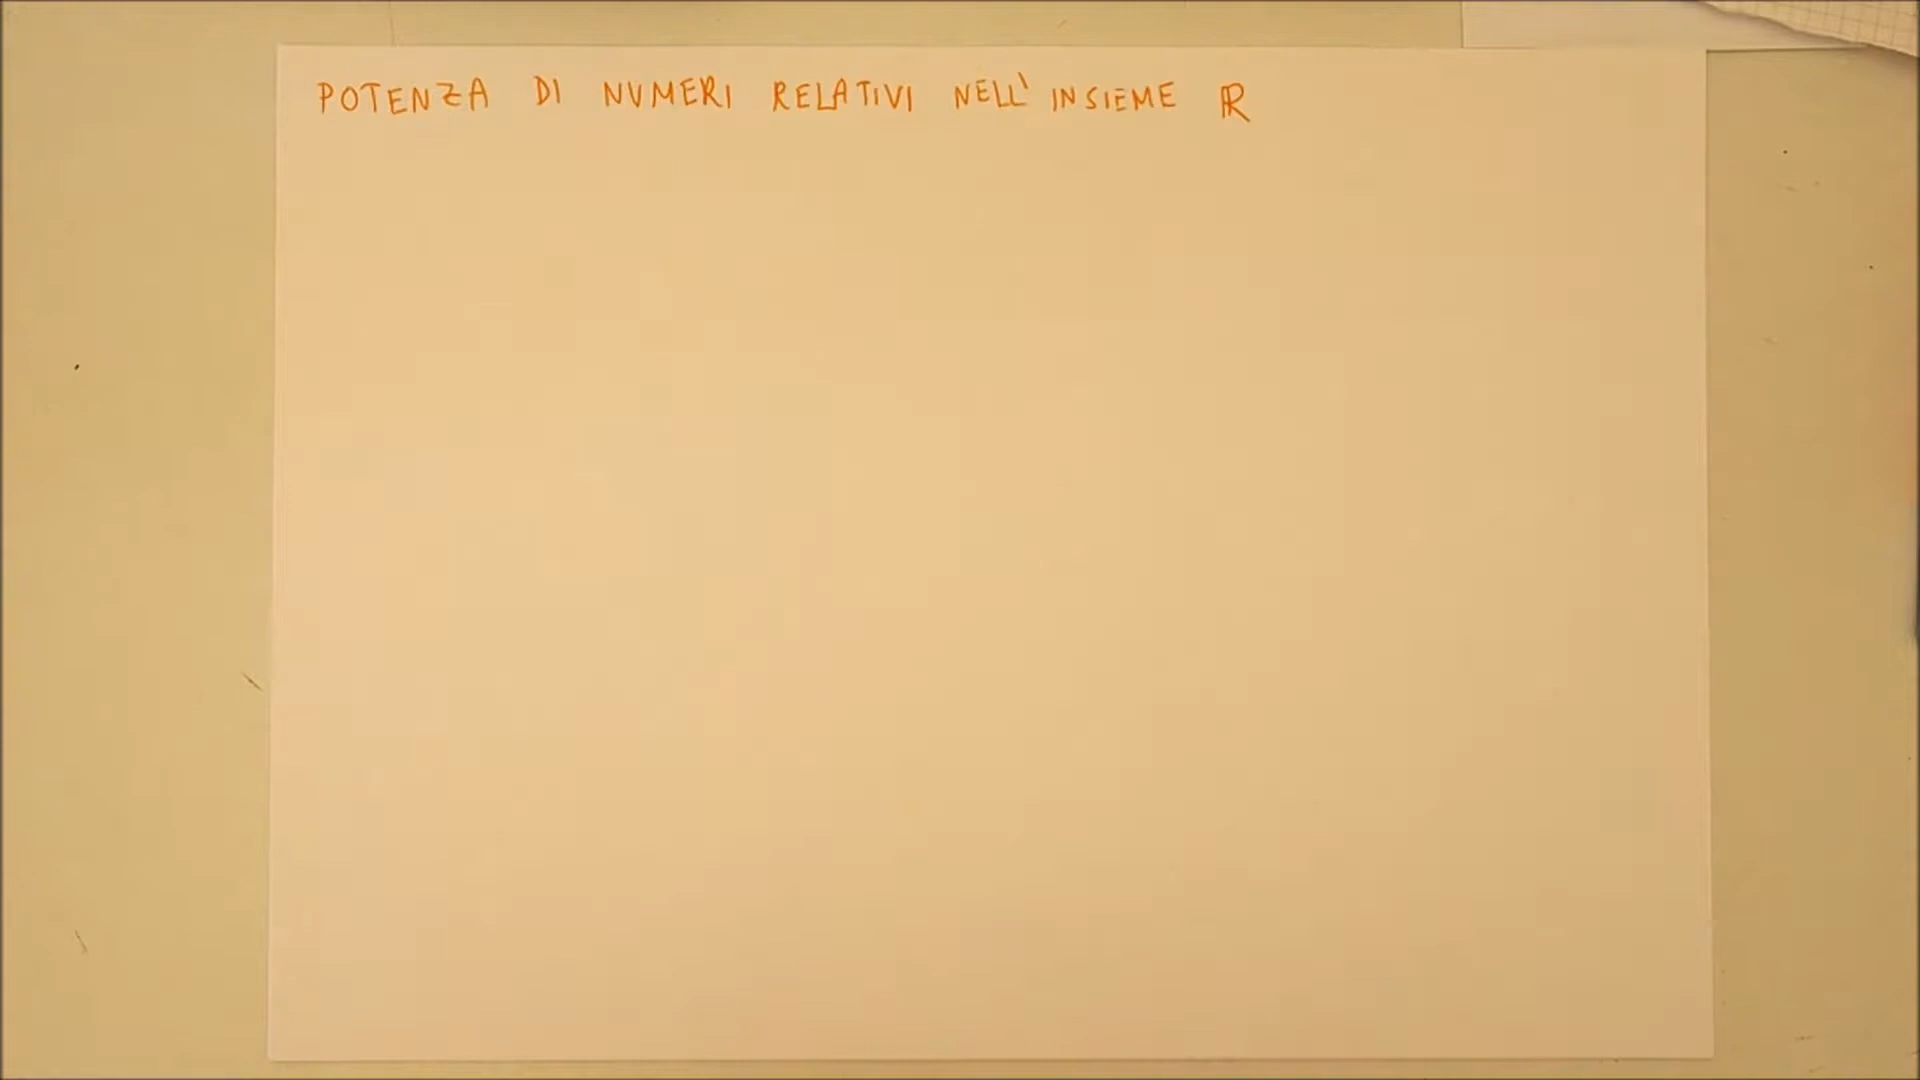 POTENZA DI NUMERI RELATIVI NELL' INSIEME ℝ